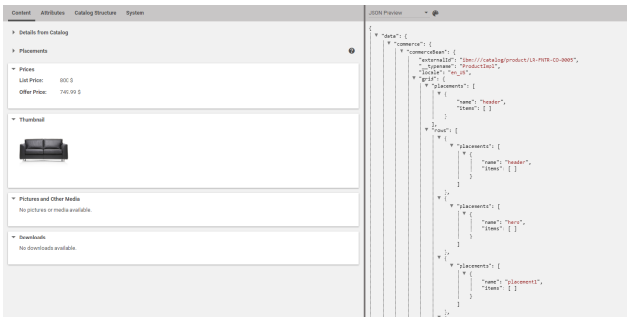 Content Attributes Catalog Structure System
Details from Catalog
Placements
Prices
List Price: 800 $
Offer Price: 749.99 $
Thumbnail
Pictures and Other Media
No pictures or media available.
Downloads
No downloads available.
JSON Preview
{
"data": {
"commerce": {
"commerceBean": {
"externalId": "ibm:///catalog/product/LR-FNTR-CO-0005",
"__typename": "ProductImpl",
"locale": "en_US",
"grid": {
"placements": [
{
"name": "header",
"items": [ ]
}
],
"rows": [
{
"placements": [
{
"name": "header",
"items": [ ]
}
]
},
{
"placements": [
{
"name": "hero",
"items": [ ]
}
]
},
{
"placements": [
{
"name": "placement1",
"items": [ ]
}
]
},